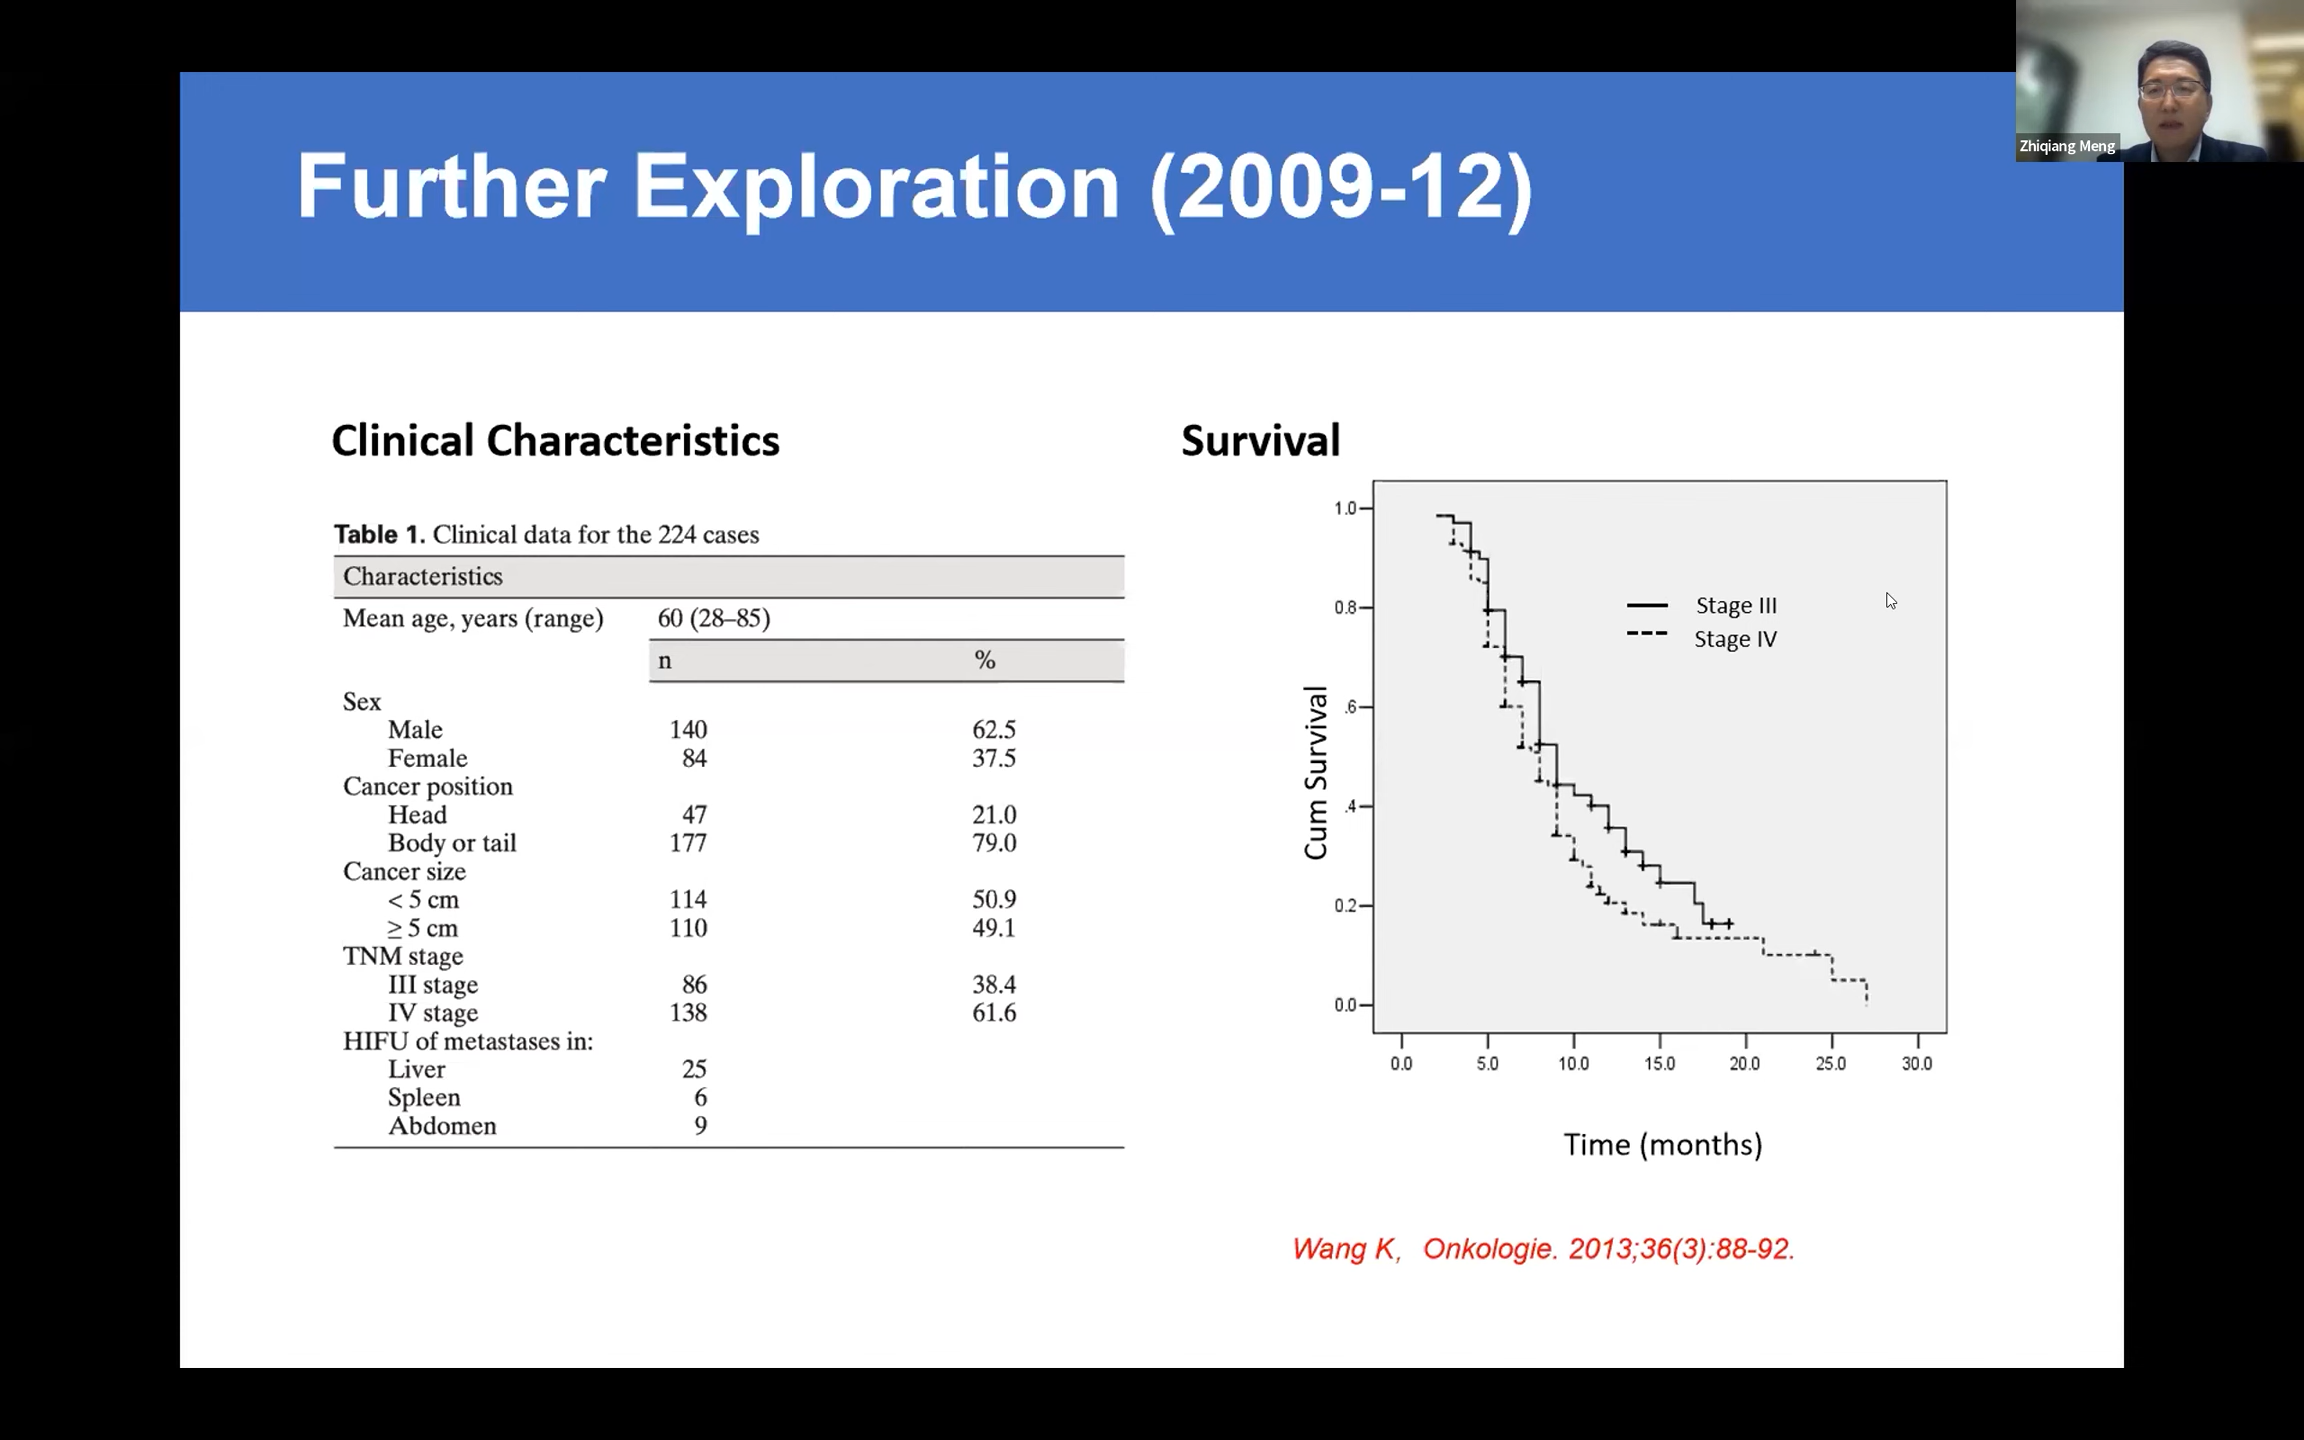 Zhiqiang Meng
Further Exploration (2009-12)
Clinical Characteristics
Table 1. Clinical data for the 224 cases
Characteristics
Mean age, years (range) 60 (28–85)
n %
Sex
Male 140 62.5
Female 84 37.5
Cancer position
Head 47 21.0
Body or tail 177 79.0
Cancer size
< 5 cm 114 50.9
≥ 5 cm 110 49.1
TNM stage
III stage 86 38.4
IV stage 138 61.6
HIFU of metastases in:
Liver 25
Spleen 6
Abdomen 9
Survival
Cum Survival
1.0
0.8
.6
.4
0.2
0.0
Stage III
Stage IV
0.0 5.0 10.0 15.0 20.0 25.0 30.0
Time (months)
Wang K, Onkologie. 2013;36(3):88-92.